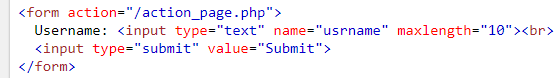 <form action="/action_page.php">
Username: <input type="text" name="usrname" maxlength="10"><br>
<input type="submit" value="Submit">
</form>